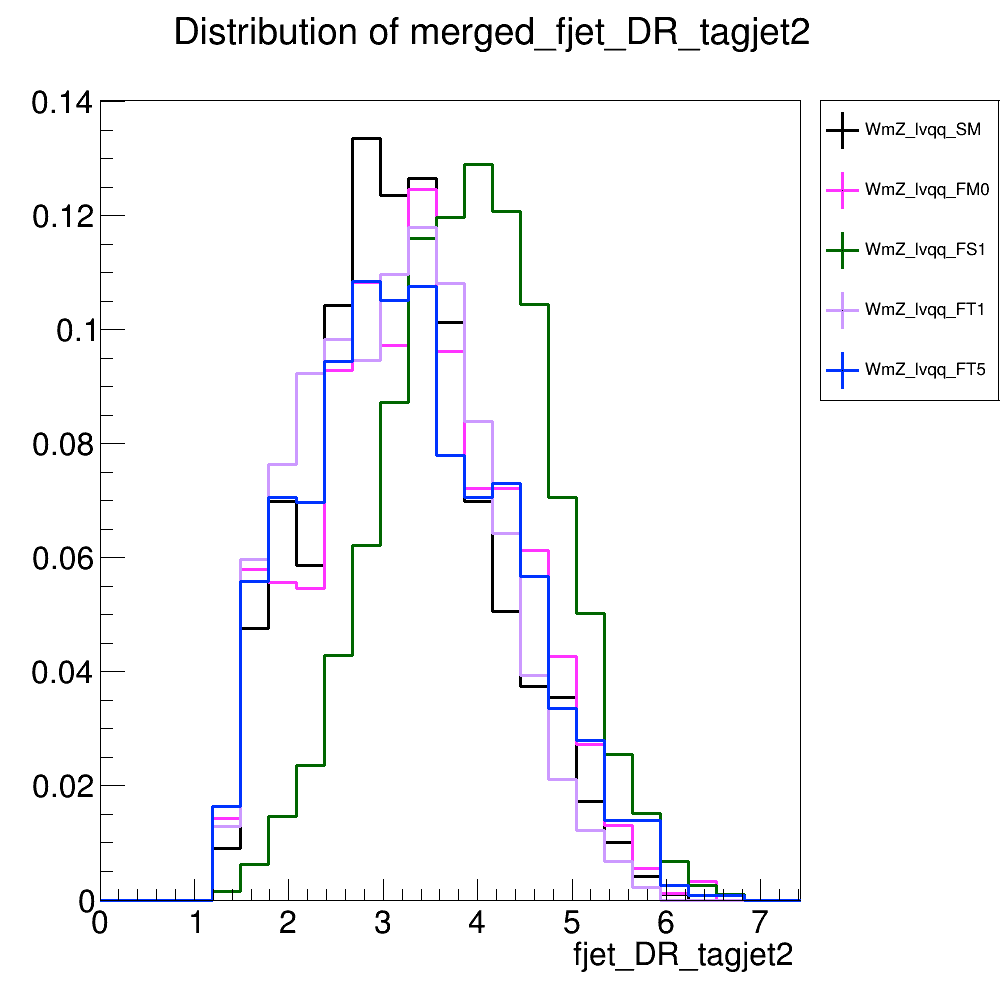 Distribution of merged_fjet_DR_tagjet2
0.14
0.12
0.1
0.08
0.06
0.04
0.02
0
0 1 2 3 4 5 6 7
fjet_DR_tagjet2
WmZ_lvqq_SM
WmZ_lvqq_FM0
WmZ_lvqq_FS1
WmZ_lvqq_FT1
WmZ_lvqq_FT5